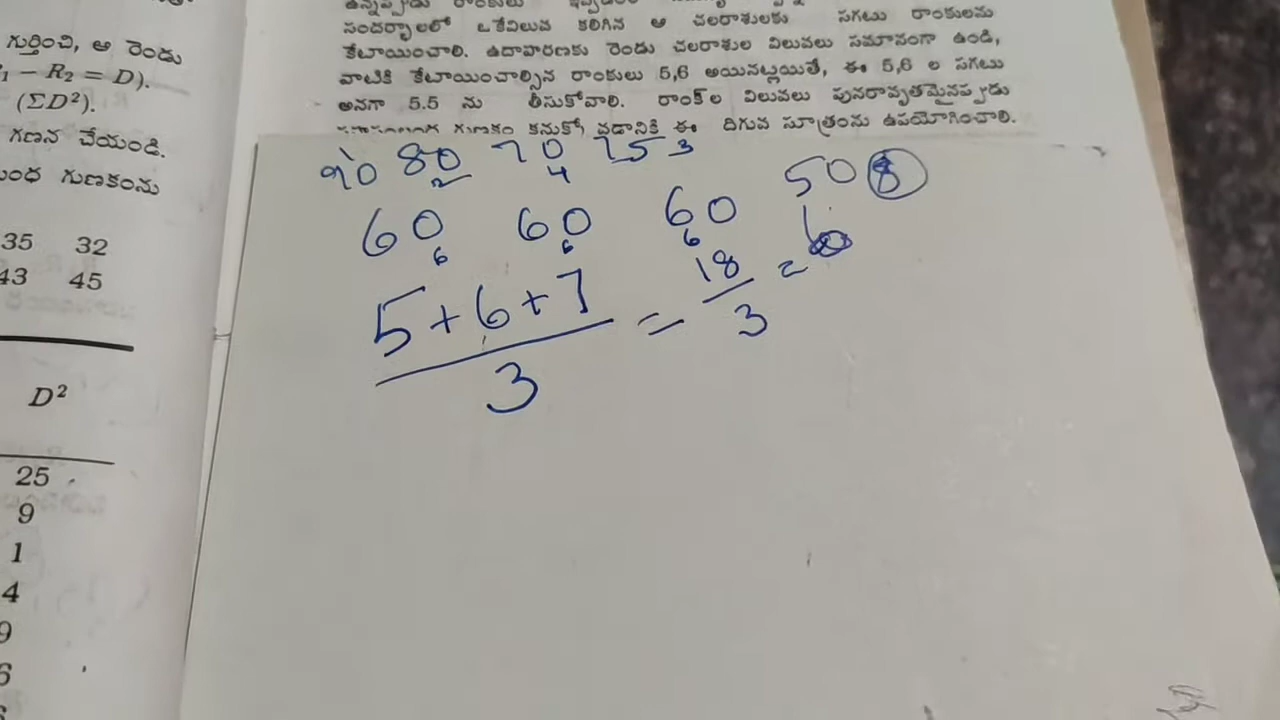 గుర్తించి, ఆ రెండు
1 − R₂ = D).
(ΣD²).
గణన చేయండి.
గుణకంను
35 32
43 45
D²
25
9
1
4
9
6
సందర్భాలలో ఒకేవిలువ కలిగిన ఆ చలరాశులకు సగటు రాంకులను
కేటాయించాలి. ఉదాహరణకు రెండు చలరాశుల విలువలు సమానంగా ఉండి,
వాటికి కేటాయించాల్సిన రాంకులు 5,6 అయినట్లయితే, ఈ 5,6 ల సగటు
అనగా 5.5 ను తీసుకోవాలి. రాంక్‌ల విలువలు పునరావృతమైనప్పుడు
గుణకం కనుక్కోవడానికి ఈ దిగువ సూత్రంను ఉపయోగించాలి.
90 80 70 75 3
2 4
60 60 60 50 8
6 6 6
5+6+7 = 18 = 6
3 3